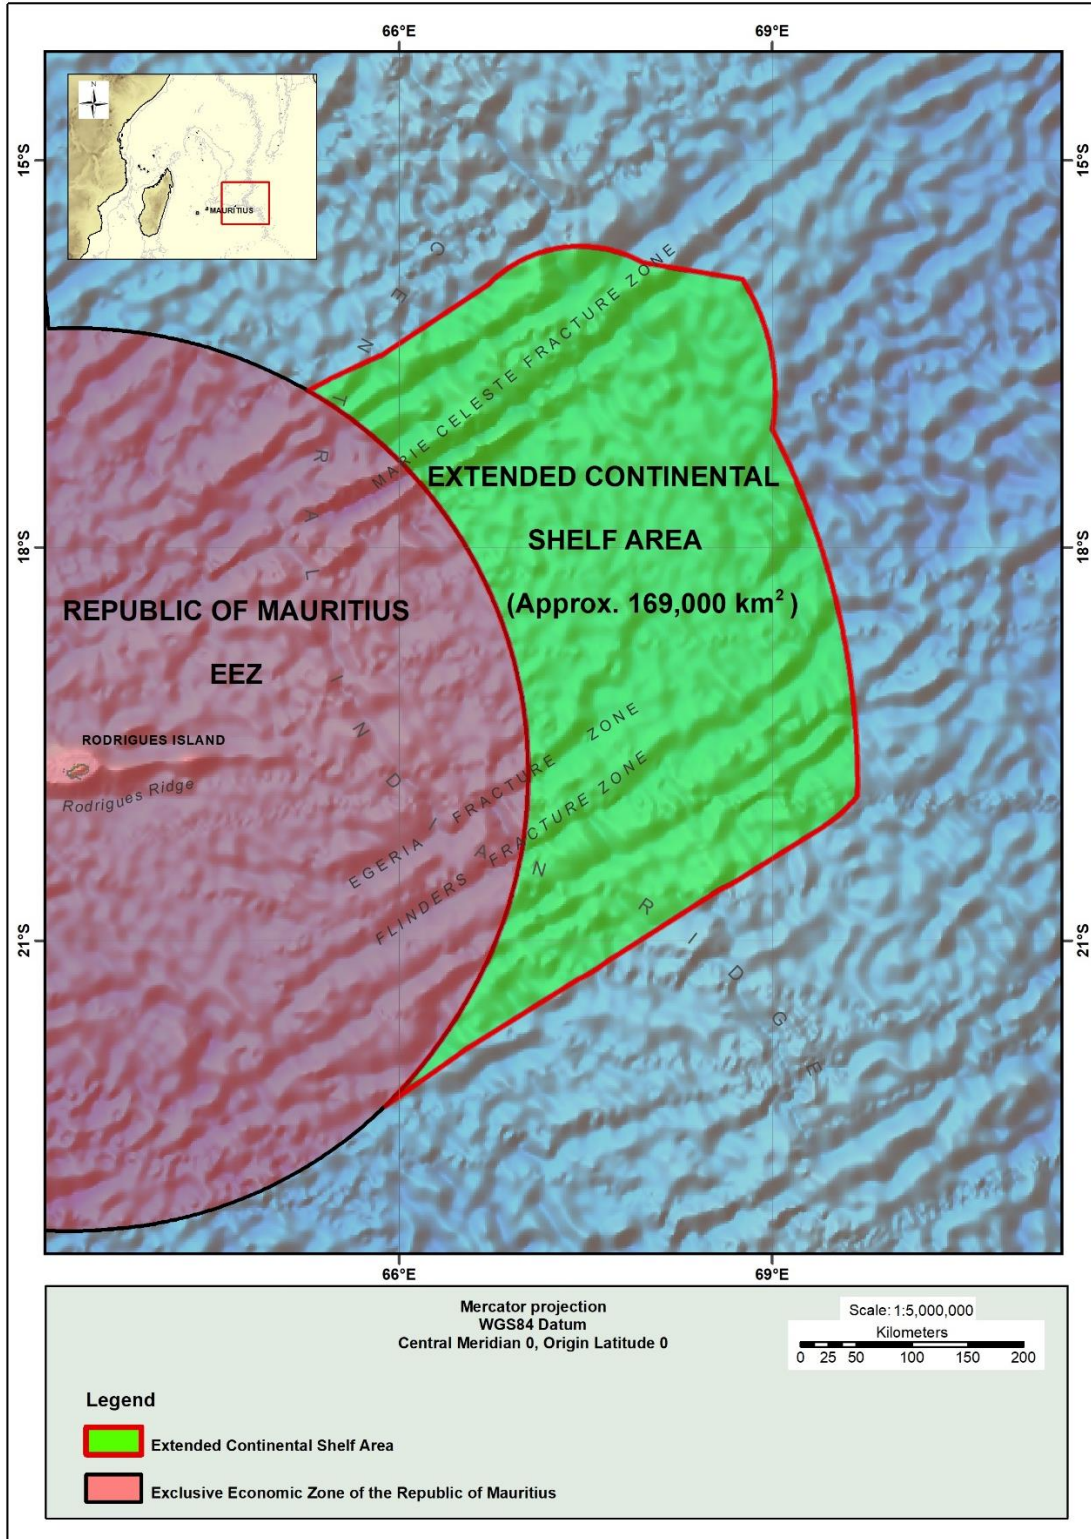 66°E
69°E
N
MAURITIUS
15°S
15°S
CENTRAL INDIAN RIDGE
MARIE CELESTE FRACTURE ZONE
EXTENDED CONTINENTAL
SHELF AREA
(Approx. 169,000 km²)
18°S
18°S
REPUBLIC OF MAURITIUS
EEZ
RODRIGUES ISLAND
Rodrigues Ridge
EGERIA FRACTURE ZONE
FLINDERS FRACTURE ZONE
21°S
21°S
66°E
69°E
Mercator projection
WGS84 Datum
Central Meridian 0, Origin Latitude 0
Scale: 1:5,000,000
Kilometers
0 25 50 100 150 200
Legend
Extended Continental Shelf Area
Exclusive Economic Zone of the Republic of Mauritius